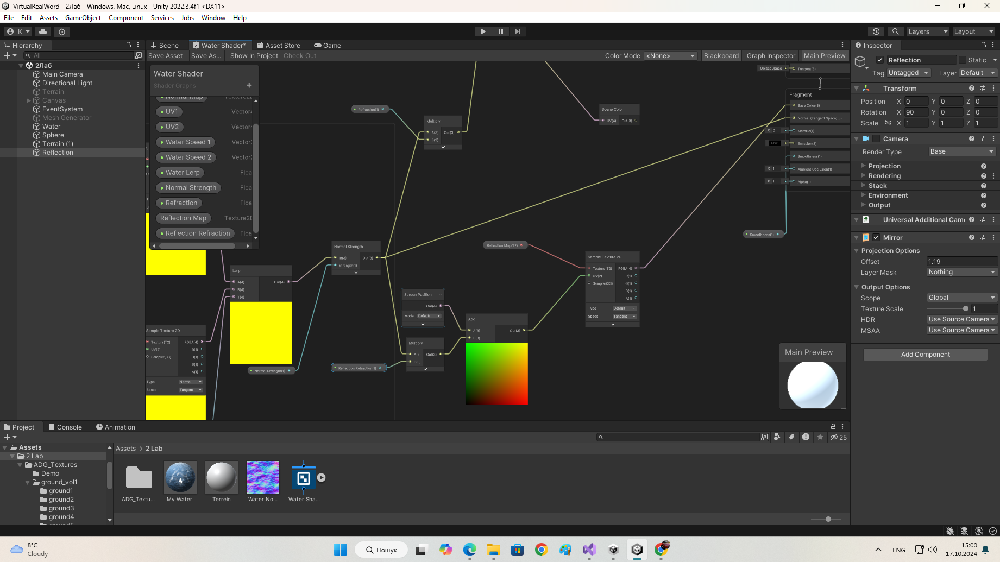 VirtualRealWord - 2Лаб - Windows, Mac, Linux - Unity 2022.3.4f1 <DX11>
File Edit Assets GameObject Component Services Jobs Window Help
K Layers Layout
Hierarchy
All
2Лаб
Main Camera
Directional Light
Terrain
Canvas
EventSystem
Mesh Generator
Water
Sphere
Terrain (1)
Reflection
Scene Water Shader* Asset Store Game
Save Asset Save As... Show In Project Check Out Color Mode <None> Blackboard Graph Inspector Main Preview
Water Shader
Shader Graphs
Normal Map Texture2D
UV1 Vector4
UV2 Vector4
Water Speed 1 Vector2
Water Speed 2 Vector2
Water Lerp Floa
Normal Strength Floa
Refraction Floa
Reflection Map Texture2D
Reflection Refraction Floa
Refraction(1)
Multiply
A(3) Out(3)
B(3)
Scene Color
UV(4) Out(3)
Object Space Tangent(3)
Fragment
Base Color(3)
Normal (Tangent Space)(3)
X 0 Metallic(1)
HDR Emission(3)
Smoothness(1)
X 1 Ambient Occlusion(1)
X 1 Alpha(1)
Smoothness(1)
Normal Strength
In(3) Out(3)
Strength(1)
Reflection Map(T2)
Sample Texture 2D
Texture(T2) RGBA(4)
UV(2) R(1)
Sampler(SS) G(1)
B(1)
A(1)
Type Default
Space Tangent
Lerp
A(4) Out(4)
B(4)
T(4)
Screen Position
Out(4)
Mode Default
Add
A(3) Out(3)
B(3)
Multiply
A(3) Out(3)
B(3)
Reflection Refraction(1)
Normal Strength(1)
Sample Texture 2D
Texture(T2) RGBA(4)
UV(2) R(1)
Sampler(SS) G(1)
B(1)
A(1)
Type Normal
Space Tangent
Main Preview
Inspector
Reflection Static
Tag Untagged Layer Default
Transform
Position X 0 Y 0 Z 0
Rotation X 90 Y 0 Z 0
Scale X 1 Y 1 Z 1
Camera
Render Type Base
Projection
Rendering
Stack
Environment
Output
Universal Additional Came
Mirror
Projection Options
Offset 1.19
Layer Mask Nothing
Output Options
Scope Global
Texture Scale 1
HDR Use Source Camera
MSAA Use Source Camera
Add Component
Project Console Animation
25
Assets
2 Lab
ADG_Textures
Demo
ground_vol1
ground1
ground2
ground3
ground4
Assets > 2 Lab
ADG_Textu... My Water Terrein Water No... Water Sha...
8°C
Cloudy
Пошук
ENG
15:00
17.10.2024